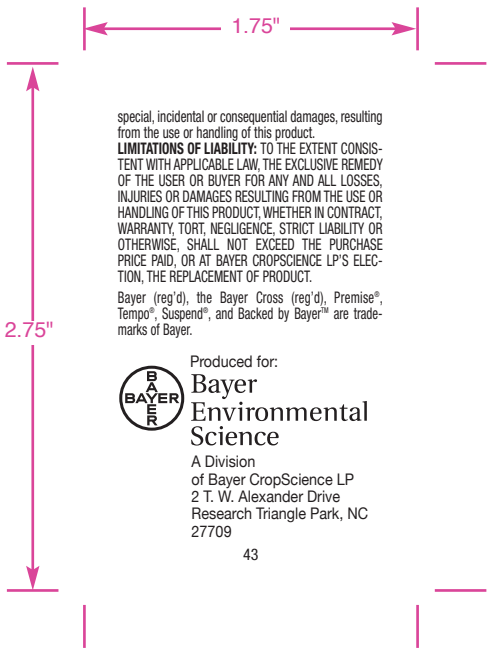 1.75"
special, incidental or consequential damages, resulting
from the use or handling of this product.
LIMITATIONS OF LIABILITY: TO THE EXTENT CONSIS-
TENT WITH APPLICABLE LAW, THE EXCLUSIVE REMEDY
OF THE USER OR BUYER FOR ANY AND ALL LOSSES,
INJURIES OR DAMAGES RESULTING FROM THE USE OR
HANDLING OF THIS PRODUCT, WHETHER IN CONTRACT,
WARRANTY, TORT, NEGLIGENCE, STRICT LIABILITY OR
OTHERWISE, SHALL NOT EXCEED THE PURCHASE
PRICE PAID, OR AT BAYER CROPSCIENCE LP'S ELEC-
TION, THE REPLACEMENT OF PRODUCT.
Bayer (reg'd), the Bayer Cross (reg'd), Premise®,
Tempo®, Suspend®, and Backed by Bayer™ are trade-
marks of Bayer.
2.75"
BAYER
BAYER
Produced for:
Bayer
Environmental
Science
A Division
of Bayer CropScience LP
2 T. W. Alexander Drive
Research Triangle Park, NC
27709
43